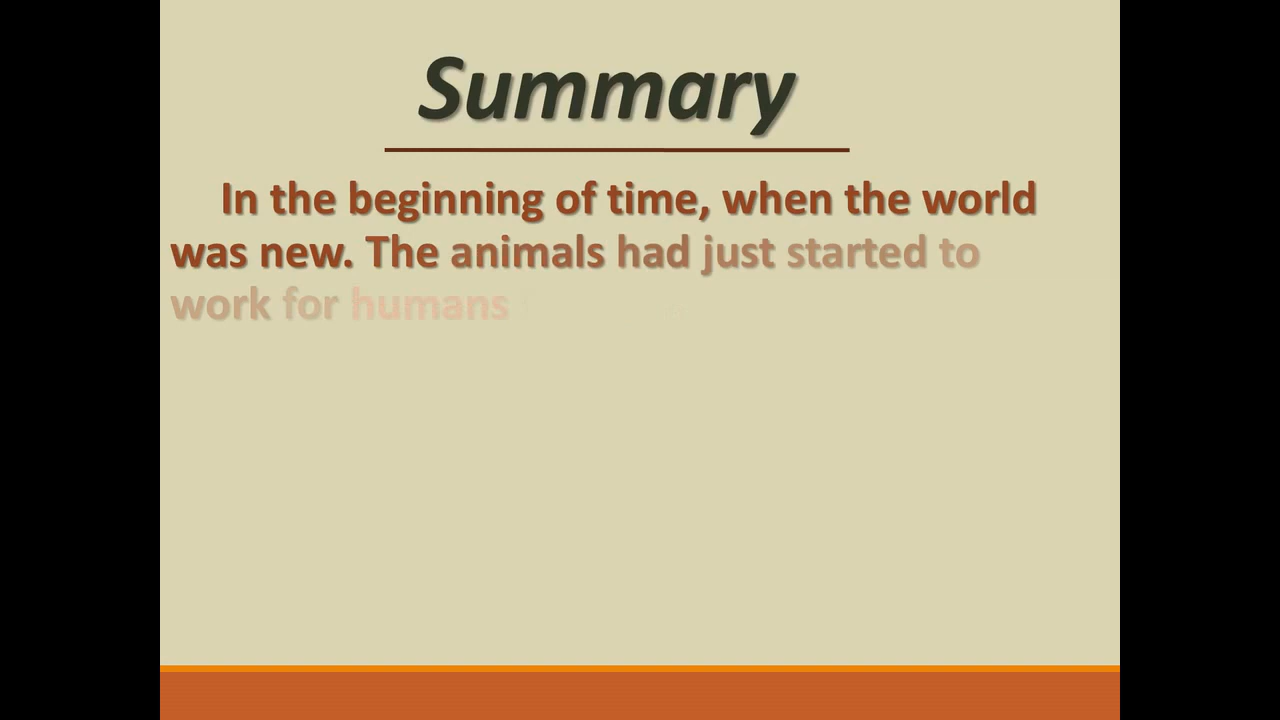 Summary
In the beginning of time, when the world
was new. The animals had just started to
work for humans